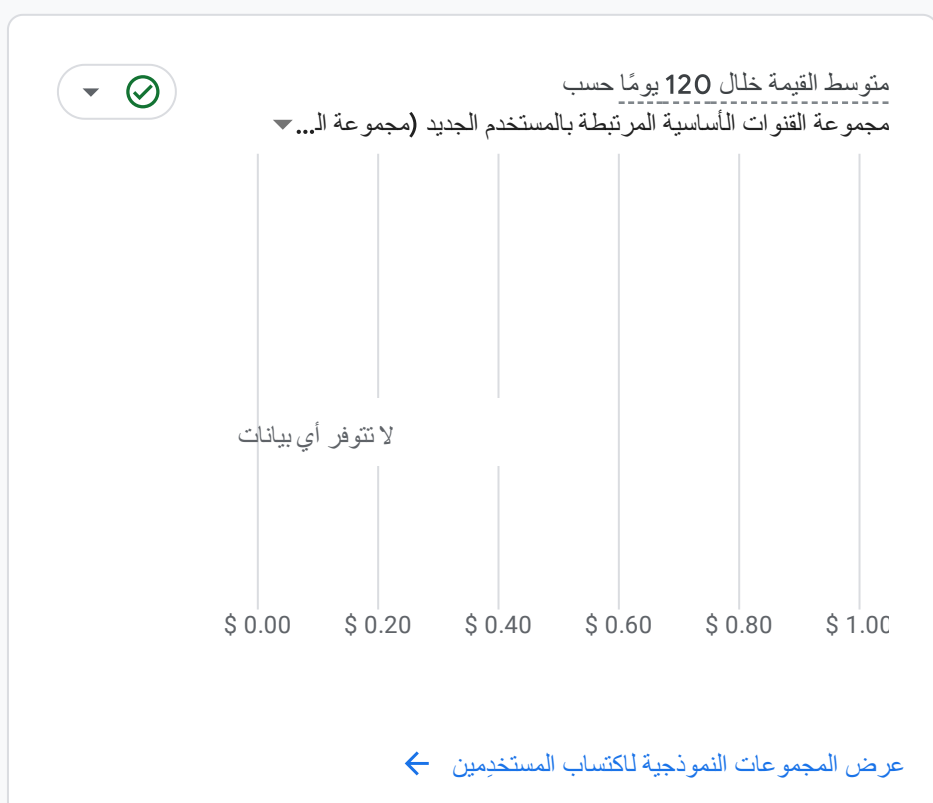 متوسط القيمة خلال 120 يومًا حسب
مجموعة القنوات الأساسية المرتبطة بالمستخدم الجديد (مجموعة الـ...
لا تتوفر أي بيانات
$ 0.00 $ 0.20 $ 0.40 $ 0.60 $ 0.80 $ 1.00
عرض المجموعات النموذجية لاكتساب المستخدِمين